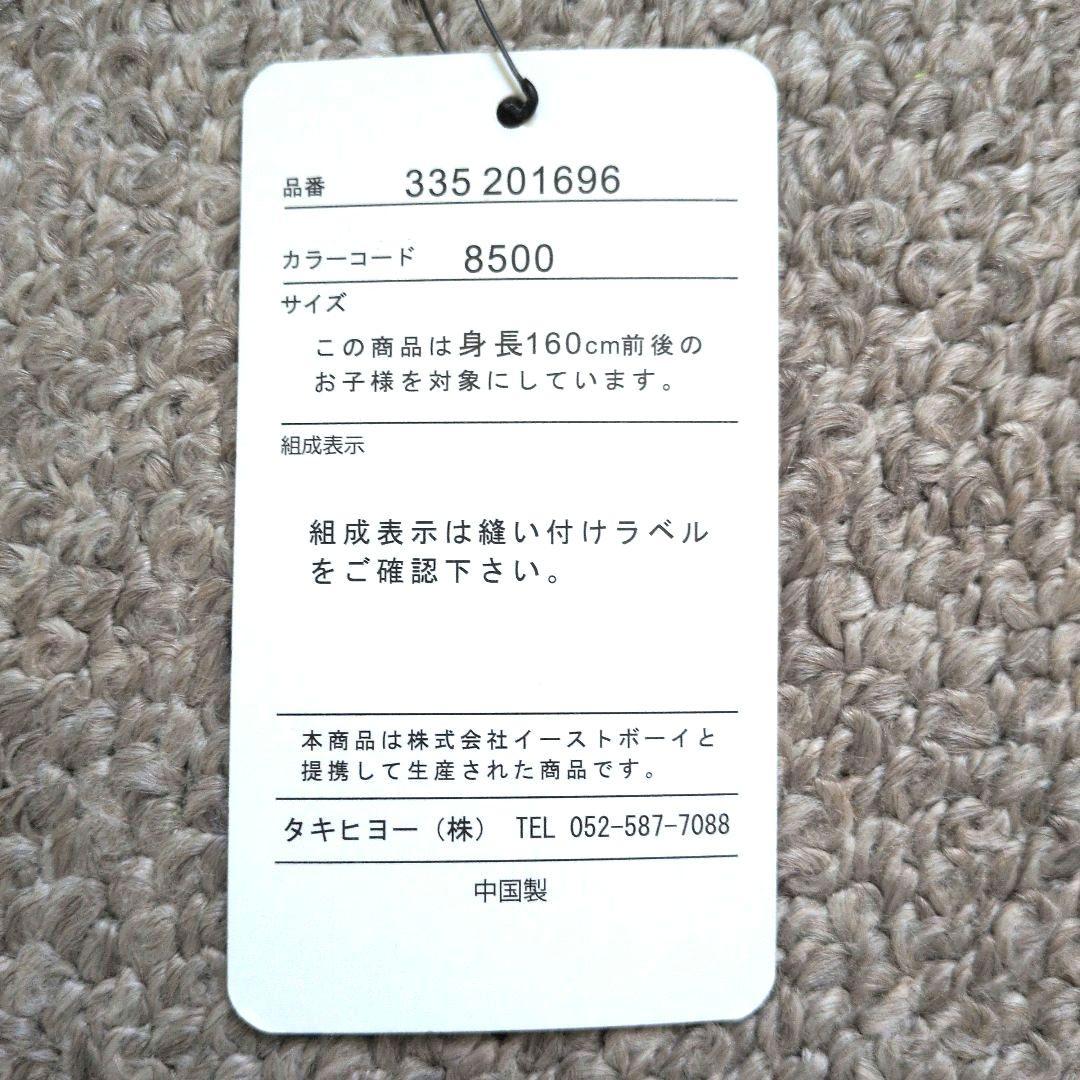 品番 335 201696
カラーコード 8500
サイズ
この商品は身長160cm前後の
お子様を対象にしています。
組成表示
組成表示は縫い付けラベル
をご確認下さい。
本商品は株式会社イーストボーイと
提携して生産された商品です。
タキヒヨー（株） TEL 052-587-7088
中国製